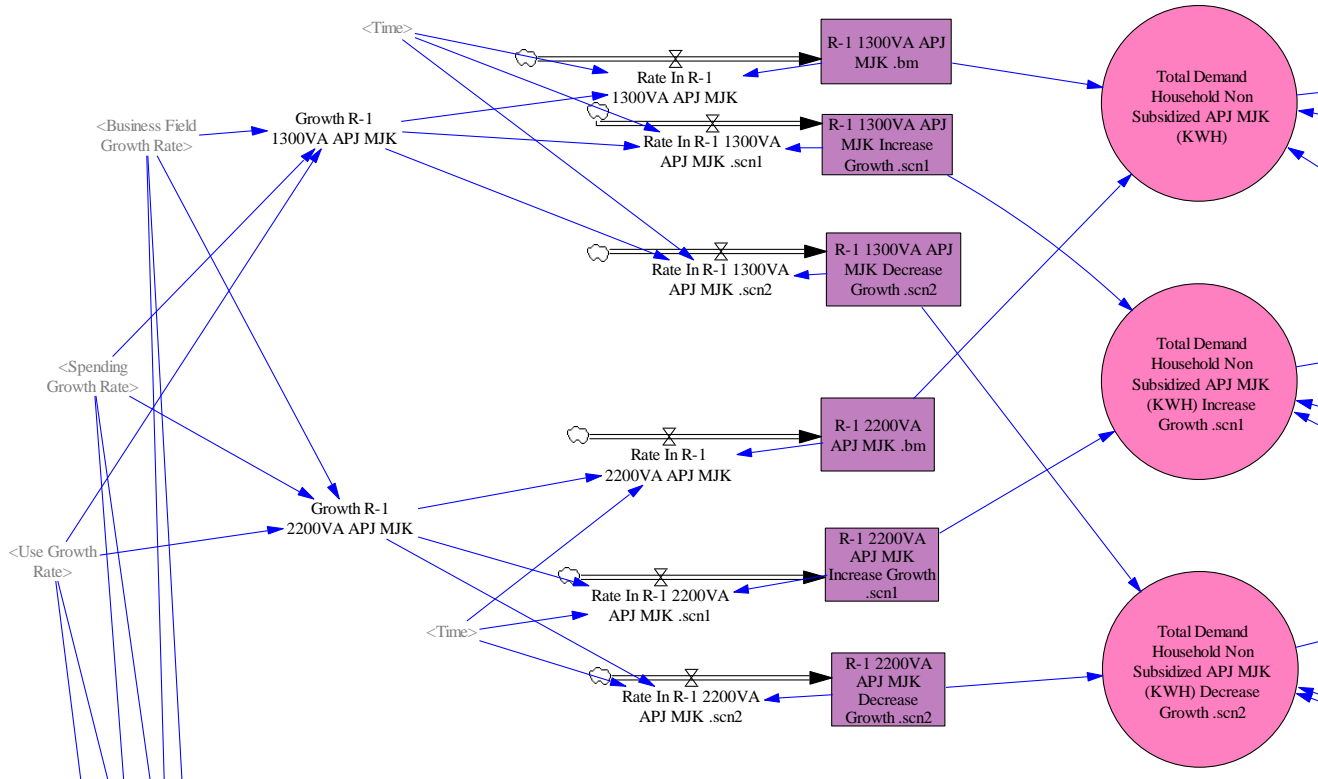 <Time>
R-1 1300VA APJ
MJK .bm
Rate In R-1
1300VA APJ MJK
Total Demand
Household Non
Subsidized APJ MJK
(KWH)
<Business Field
Growth Rate>
Growth R-1
1300VA APJ MJK
Rate In R-1 1300VA
APJ MJK .scn1
R-1 1300VA APJ
MJK Increase
Growth .scn1
Rate In R-1 1300VA
APJ MJK .scn2
R-1 1300VA APJ
MJK Decrease
Growth .scn2
<Spending
Growth Rate>
Total Demand
Household Non
Subsidized APJ MJK
(KWH) Increase
Growth .scn1
Rate In R-1
2200VA APJ MJK
R-1 2200VA
APJ MJK .bm
Growth R-1
2200VA APJ MJK
<Use Growth
Rate>
Rate In R-1 2200VA
APJ MJK .scn1
R-1 2200VA
APJ MJK
Increase Growth
.scn1
<Time>
Rate In R-1 2200VA
APJ MJK .scn2
R-1 2200VA
APJ MJK
Decrease
Growth .scn2
Total Demand
Household Non
Subsidized APJ MJK
(KWH) Decrease
Growth .scn2